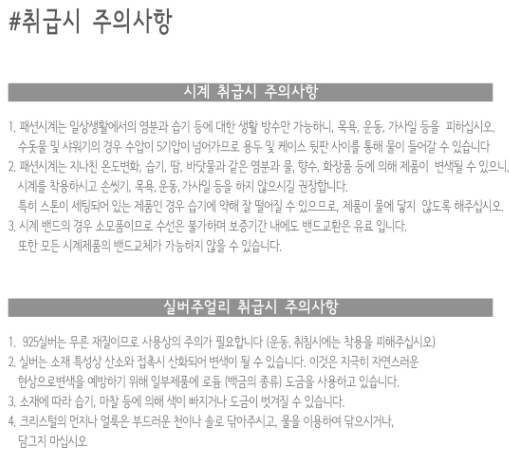 #취급시 주의사항
시계 취급시 주의사항
1. 패션시계는 일상생활에서의 염분과 습기 등에 대한 생활 방수만 가능하니, 목욕, 운동, 가사일 등을 피하십시오.
수돗물 및 샤워기의 경우 수압이 5기압이 넘어가므로 용두 및 케이스 뒷판 사이를 통해 물이 들어갈 수 있습니다
2. 패션시계는 지나친 온도변화, 습기, 땀, 바닷물과 같은 염분과 물, 향수, 화장품 등에 의해 제품이 변색될 수 있으니,
시계를 착용하시고 손씻기, 목욕, 운동, 가사일 등을 하지 않으시길 권장합니다.
특히 스톤이 세팅되어 있는 제품인 경우 습기에 약해 잘 떨어질 수 있으므로, 제품이 물에 닿지 않도록 해주십시오.
3. 시계 밴드의 경우 소모품이므로 수선은 불가하며 보증기간 내에도 밴드교환은 유료 입니다.
또한 모든 시계제품의 밴드교체가 가능하지 않을 수 있습니다.
실버주얼리 취급시 주의사항
1. 925실버는 무른 재질이므로 사용상의 주의가 필요합니다 (운동, 취침시에는 착용을 피해주십시오)
2. 실버는 소재 특성상 산소와 접촉시 산화되어 변색이 될 수 있습니다. 이것은 지극히 자연스러운
현상으로변색을 예방하기 위해 일부제품에 로듐 (백금의 종류) 도금을 사용하고 있습니다.
3. 소재에 따라 습기, 마찰 등에 의해 색이 빠지거나 도금이 벗겨질 수 있습니다.
4. 크리스털의 먼지나 얼룩은 부드러운 천이나 솔로 닦아주시고, 물을 이용하여 닦으시거나,
담그지 마십시오